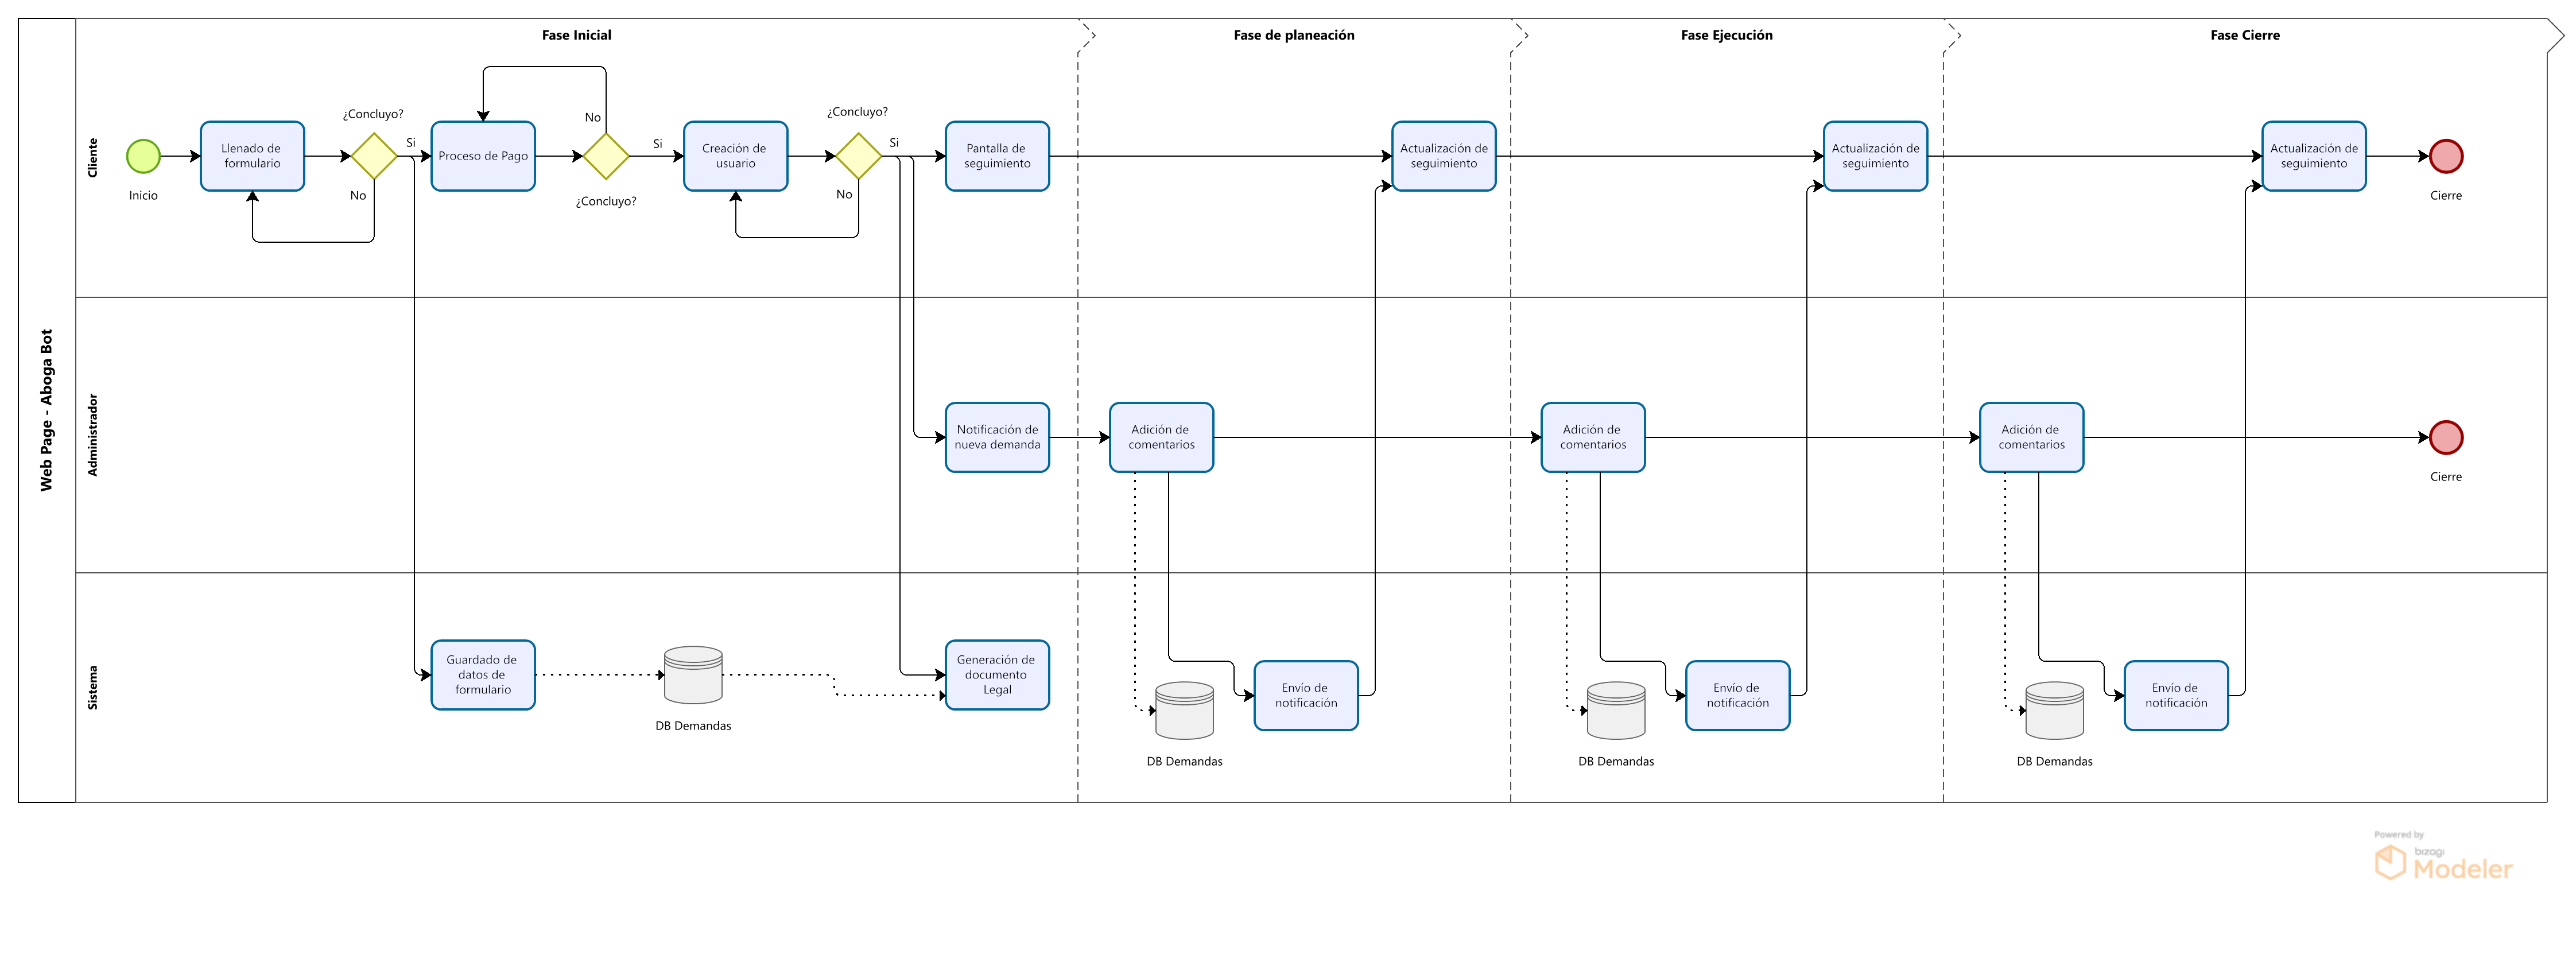 Fase Inicial
Fase de planeación
Fase Ejecución
Fase Cierre
Web Page - Aboga Bot
Cliente
Inicio
Llenado de
formulario
¿Concluyo?
Si
No
Proceso de Pago
No
Si
¿Concluyo?
Creación de
usuario
¿Concluyo?
Si
No
Pantalla de
seguimiento
Actualización de
seguimiento
Actualización de
seguimiento
Actualización de
seguimiento
Cierre
Administrador
Notificación de
nueva demanda
Adición de
comentarios
Adición de
comentarios
Adición de
comentarios
Cierre
Sistema
Guardado de
datos de
formulario
DB Demandas
Generación de
documento
Legal
DB Demandas
Envío de
notificación
DB Demandas
Envío de
notificación
DB Demandas
Envío de
notificación
Powered by
bizagi
Modeler